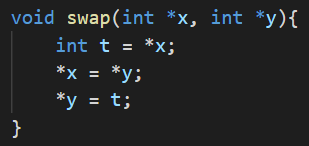 void swap(int *x, int *y){
    int t = *x;
    *x = *y;
    *y = t;
}